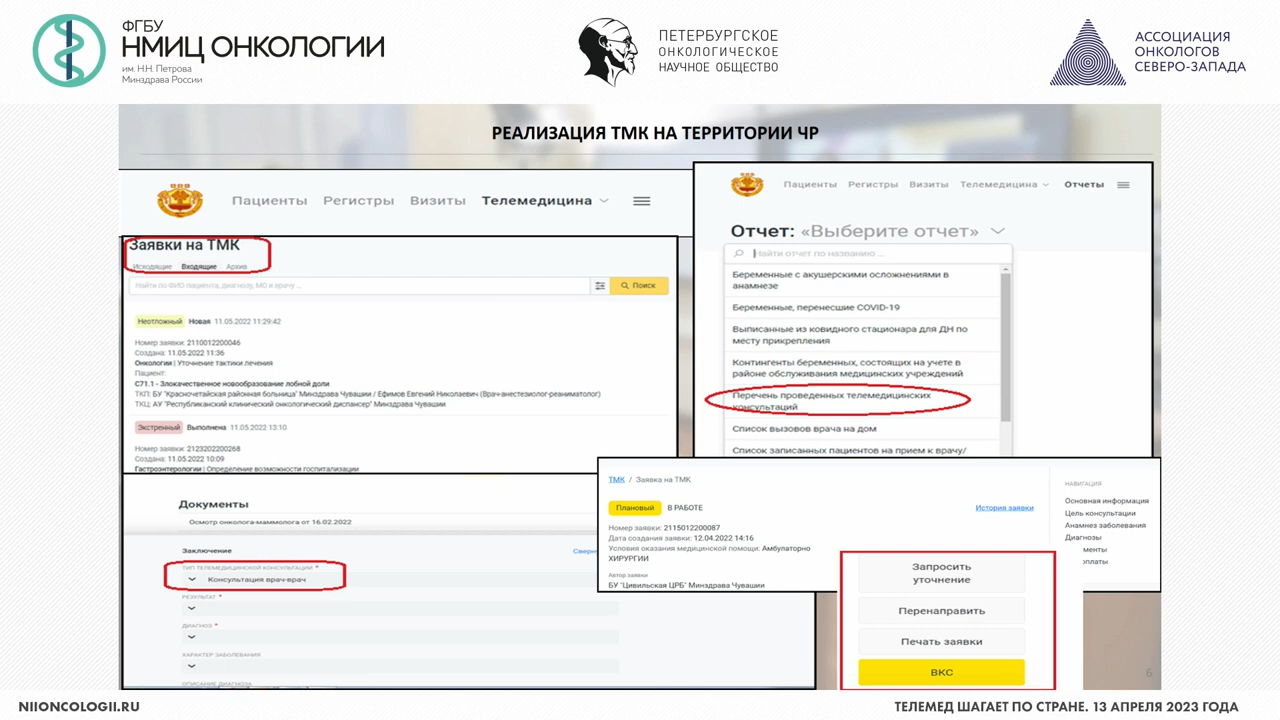 ФГБУ
НМИЦ ОНКОЛОГИИ
им. Н.Н. Петрова
Минздрава России
ПЕТЕРБУРГСКОЕ
ОНКОЛОГИЧЕСКОЕ
НАУЧНОЕ ОБЩЕСТВО
АССОЦИАЦИЯ
ОНКОЛОГОВ
СЕВЕРО-ЗАПАДА
РЕАЛИЗАЦИЯ ТМК НА ТЕРРИТОРИИ ЧР
Пациенты Регистры Визиты Телемедицина
Заявки на ТМК
Исходящие Входящие Архив
Найти по ФИО пациента, диагнозу, МО и врачу ...
Поиск
Неотложный Новая 11.05.2022 11:29:42
Номер заявки: 2110012200046
Создана: 11.05.2022 11:36
Онкологи | Уточнение тактики лечения
Пациент:
C71.1 - Злокачественное новообразование лобной доли
ТКП: БУ "Красночетайская районная больница" Минздрава Чувашии / Ефимов Евгений Николаевич (Врач-анестезиолог-реаниматолог)
ТКЦ: АУ "Республиканский клинический онкологический диспансер" Минздрава Чувашии
Экстренный Выполнена 11.05.2022 13:10
Номер заявки: 2123202200268
Создана: 11.05.2022 10:09
Гастроэнтерологии | Определение возможности госпитализации
Пациенты Регистры Визиты Телемедицина Отчеты
Отчет: «Выберите отчет»
Найти отчет по названию ...
Беременные с акушерскими осложнениями в
анамнезе
Беременные, перенесшие COVID-19
Выписанные из ковидного стационара для ДН по
месту прикрепления
Контингенты беременных, состоящих на учете в
районе обслуживания медицинских учреждений
Перечень проведенных телемедицинских
консультаций
Список вызовов врача на дом
Список записанных пациентов на прием к врачу/
Документы
Осмотр онколога-маммолога от 16.02.2022
Заключение
Сверн
ТИП ТЕЛЕМЕДИЦИНСКОЙ КОНСУЛЬТАЦИИ *
Консультация врач-врач
РЕЗУЛЬТАТ *
ДИАГНОЗ *
ХАРАКТЕР ЗАБОЛЕВАНИЯ
ОПИСАНИЕ ДИАГНОЗА
ТМК / Заявка на ТМК
Плановый В РАБОТЕ
История заявки
Номер заявки: 2115012200087
Дата создания заявки: 12.04.2022 14:16
Условия оказания медицинской помощи: Амбулаторно
ХИРУРГИИ
Автор заявки
БУ "Цивильская ЦРБ" Минздрава Чувашии
НАВИГАЦИЯ
Основная информация
Цель консультации
Анамнез заболевания
Диагнозы
менты
оплаты
Запросить
уточнение
Перенаправить
Печать заявки
ВКС
6
NIIONCOLOGII.RU
ТЕЛЕМЕД ШАГАЕТ ПО СТРАНЕ. 13 АПРЕЛЯ 2023 ГОДА